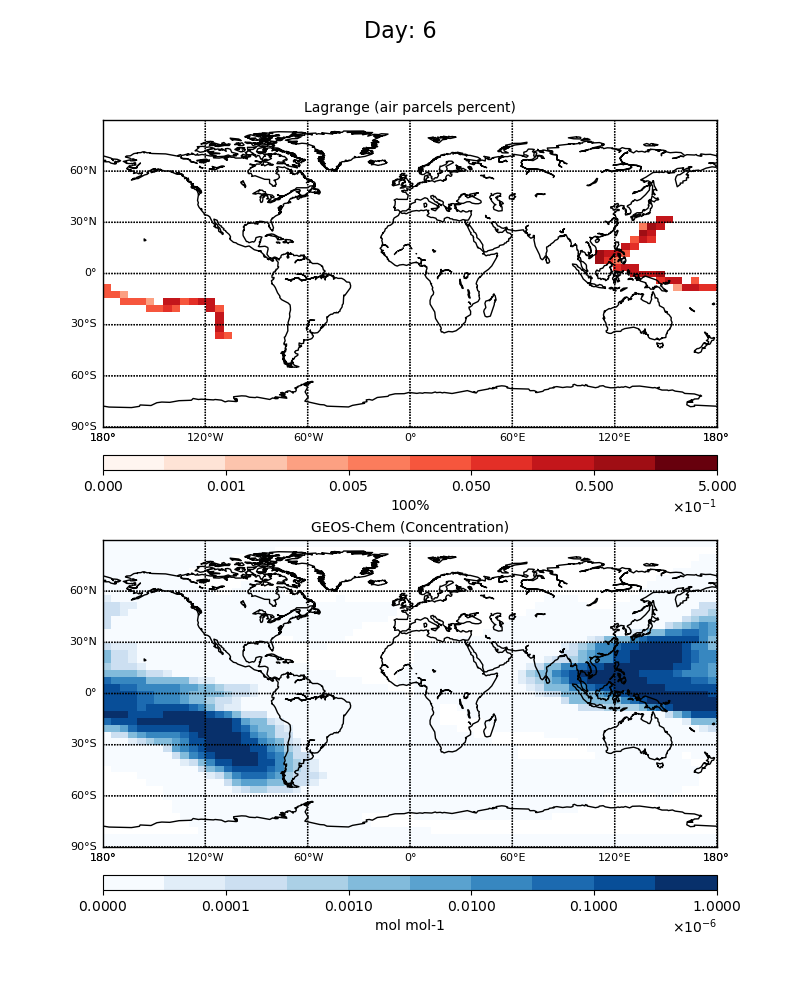 Day: 6
Lagrange (air parcels percent)
60°N
30°N
0°
30°S
60°S
90°S
180° 120°W 60°W 0° 60°E 120°E 180°
0.000 0.001 0.005 0.050 0.500 5.000
100% ×10⁻¹
GEOS-Chem (Concentration)
60°N
30°N
0°
30°S
60°S
90°S
180° 120°W 60°W 0° 60°E 120°E 180°
0.0000 0.0001 0.0010 0.0100 0.1000 1.0000
mol mol-1 ×10⁻⁶